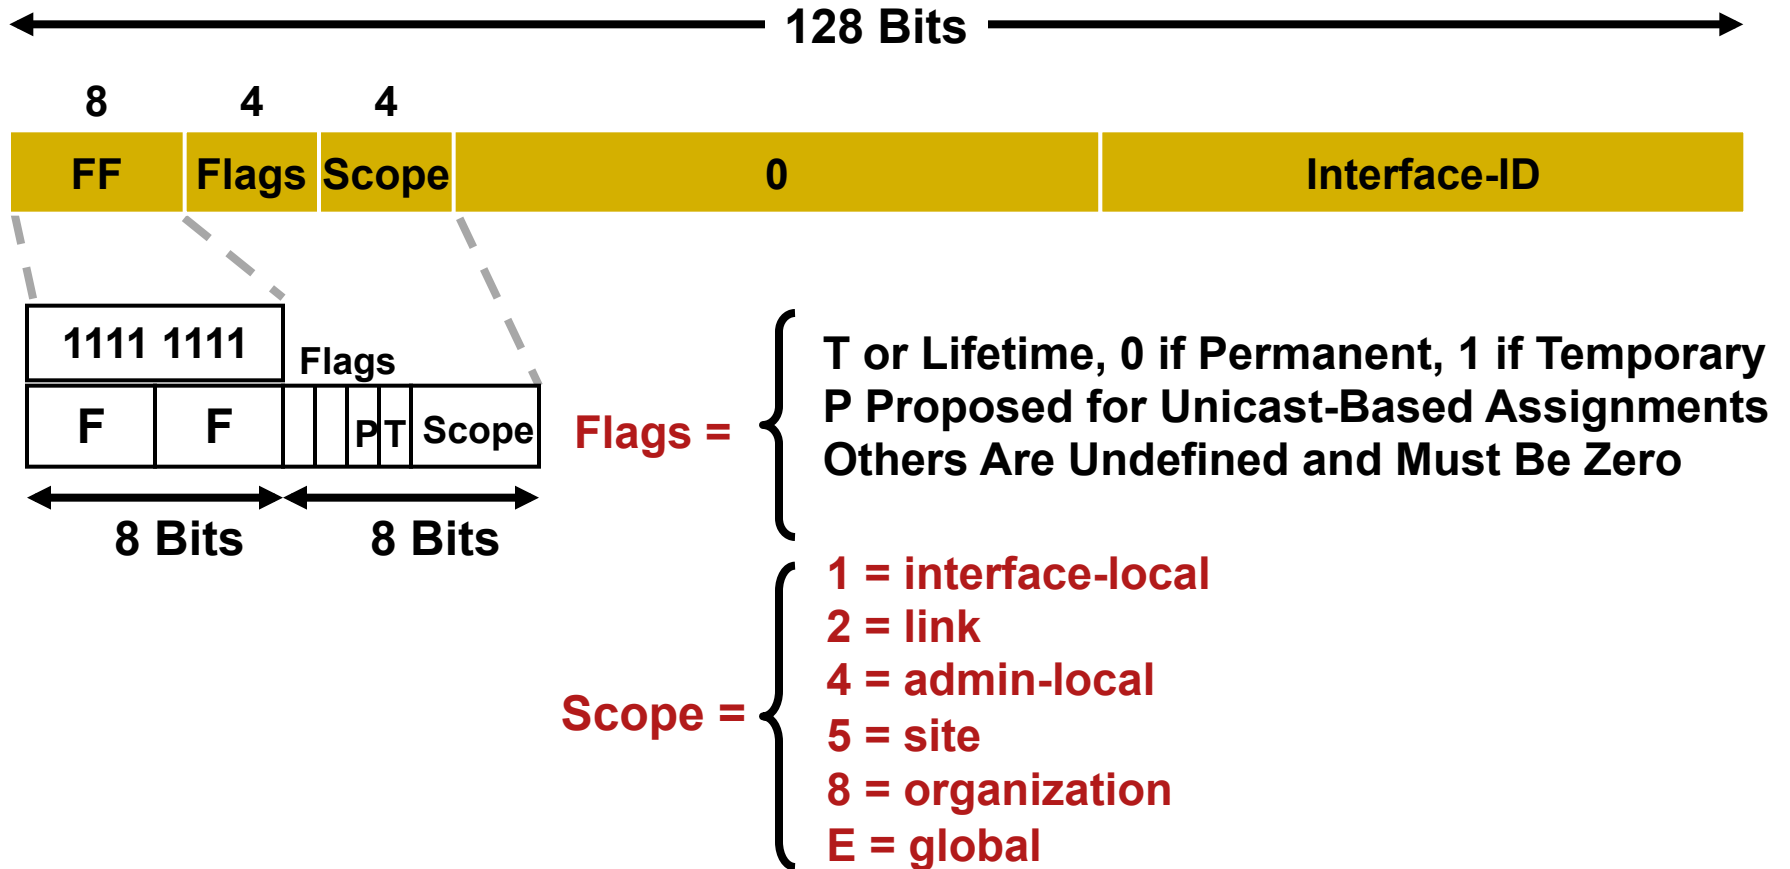 128 Bits
8 4 4
FF Flags Scope 0 Interface-ID
1111 1111
Flags
F F P T Scope
8 Bits 8 Bits
Flags =
T or Lifetime, 0 if Permanent, 1 if Temporary
P Proposed for Unicast-Based Assignments
Others Are Undefined and Must Be Zero
Scope =
1 = interface-local
2 = link
4 = admin-local
5 = site
8 = organization
E = global